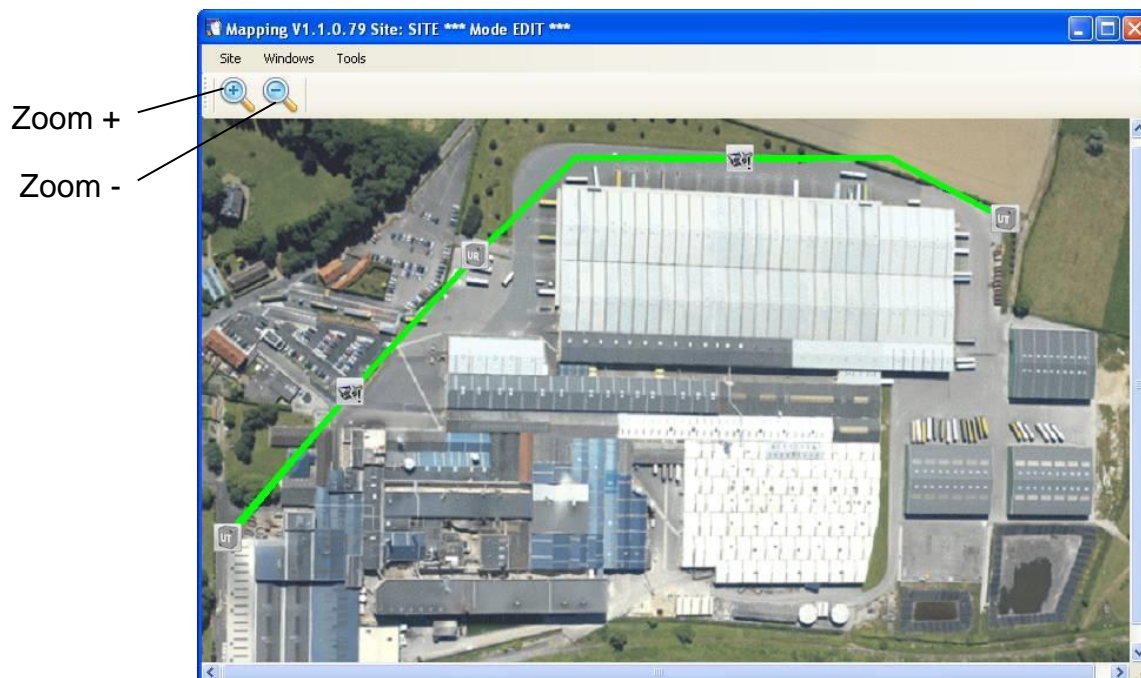 Mapping V1.1.0.79 Site: SITE *** Mode EDIT ***
Site Windows Tools
Zoom +
Zoom -
UR
UT
UT